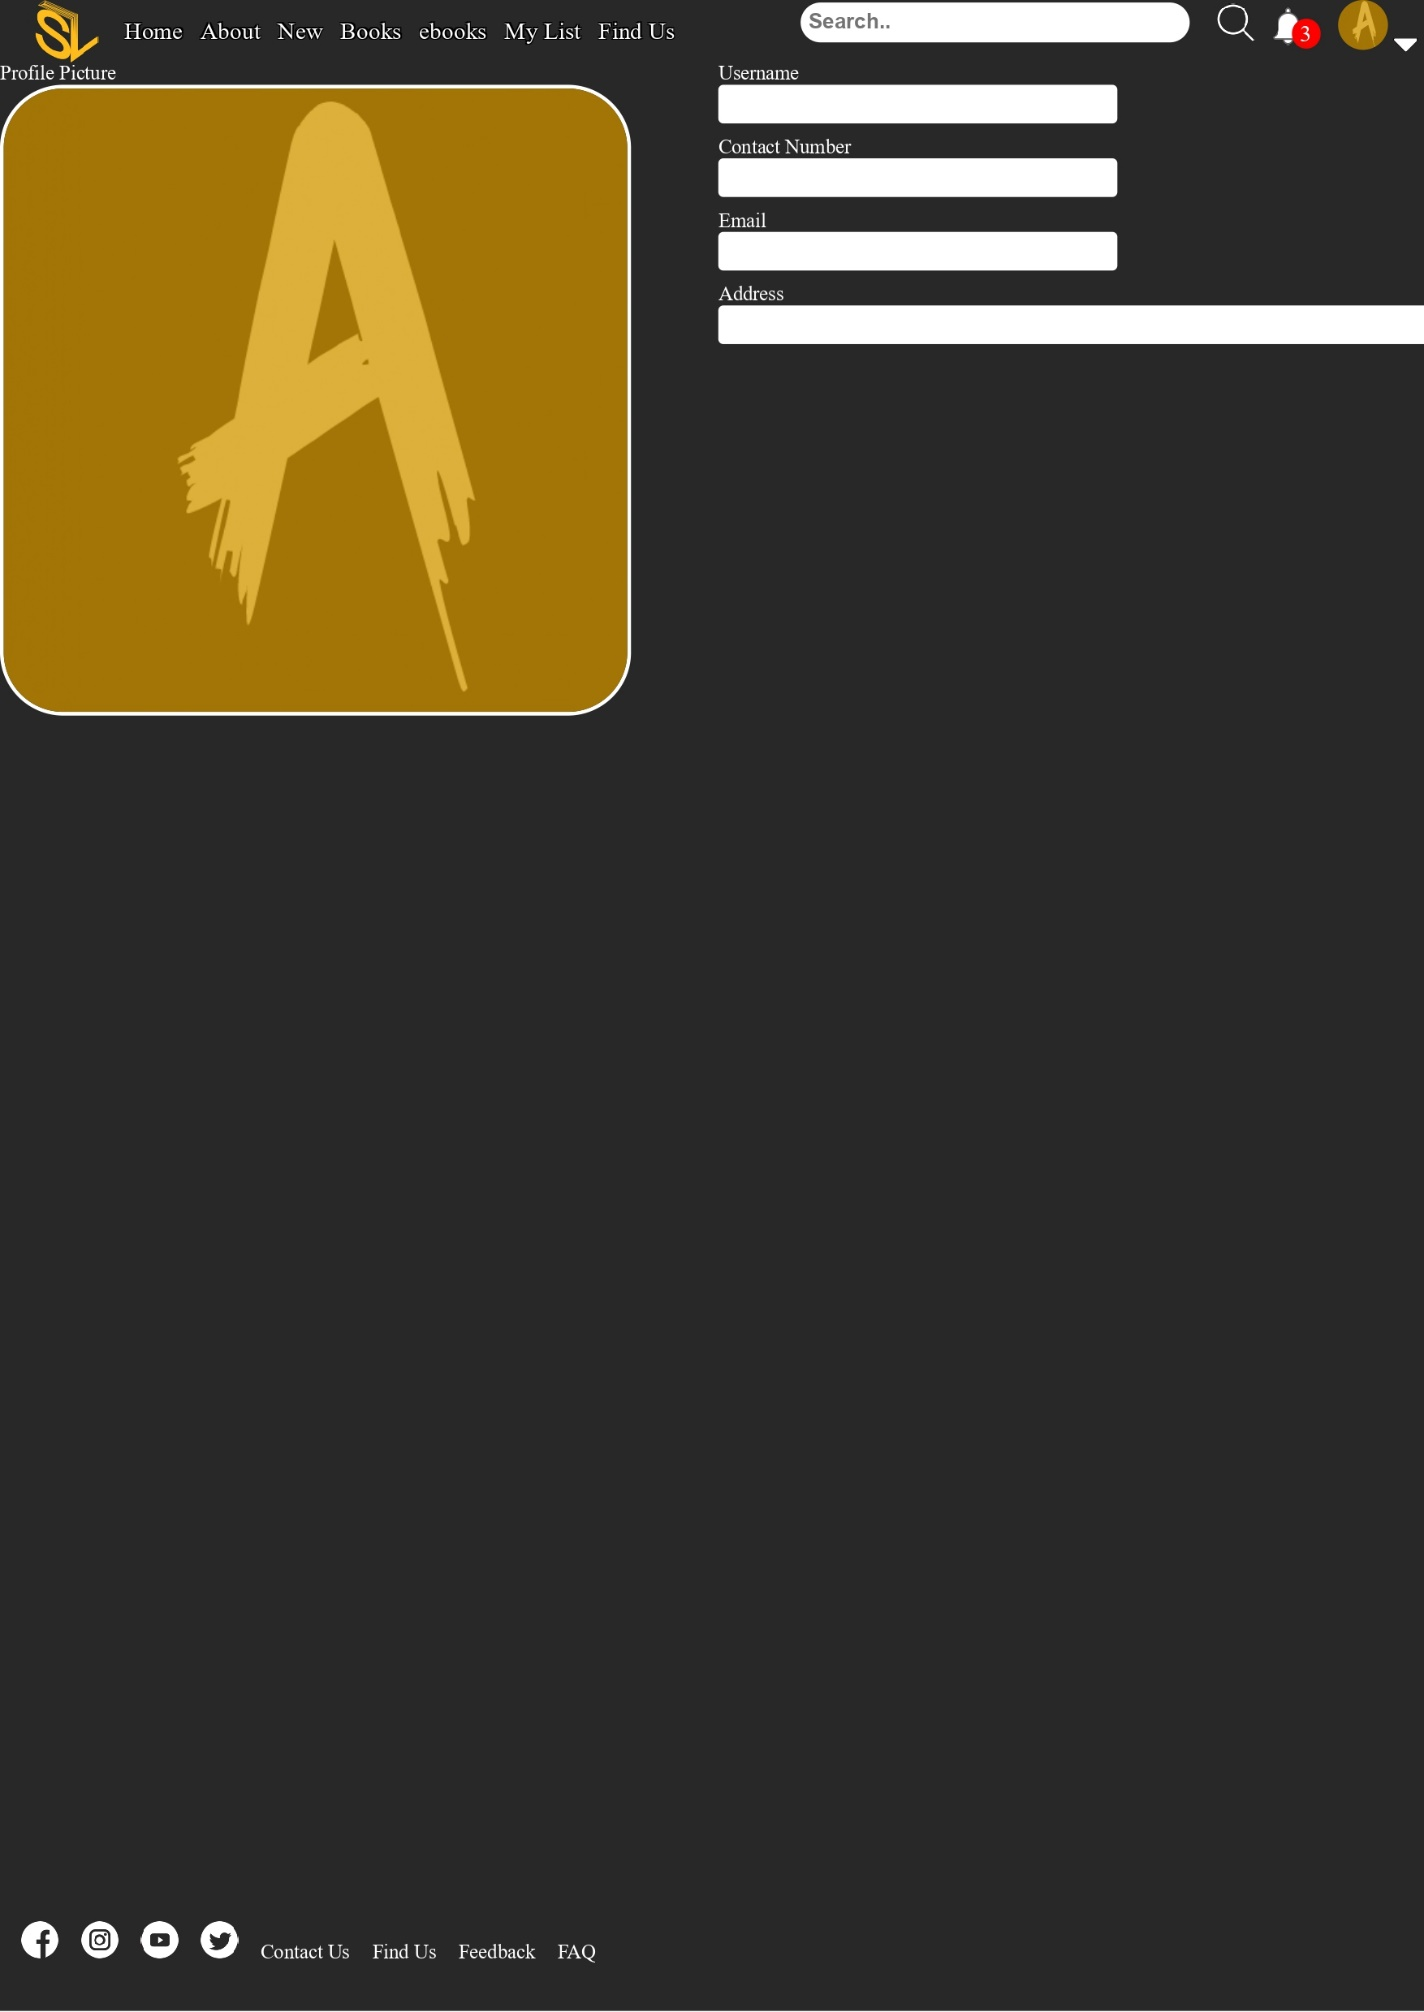 SL
Home About New Books ebooks My List Find Us
Search..
3
A
Profile Picture
A
Username
Contact Number
Email
Address
Contact Us Find Us Feedback FAQ